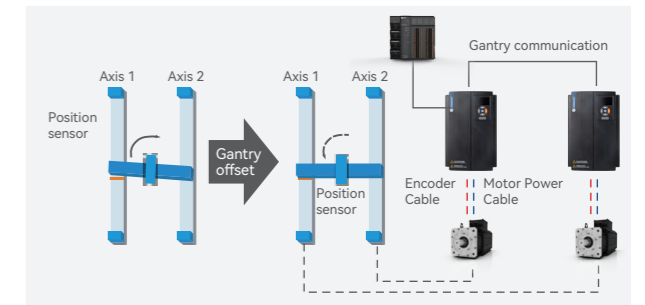 Gantry communication
Axis 1
Axis 2
Axis 1
Axis 2
Position
sensor
Gantry
offset
Position
sensor
Encoder
Cable
Motor Power
Cable